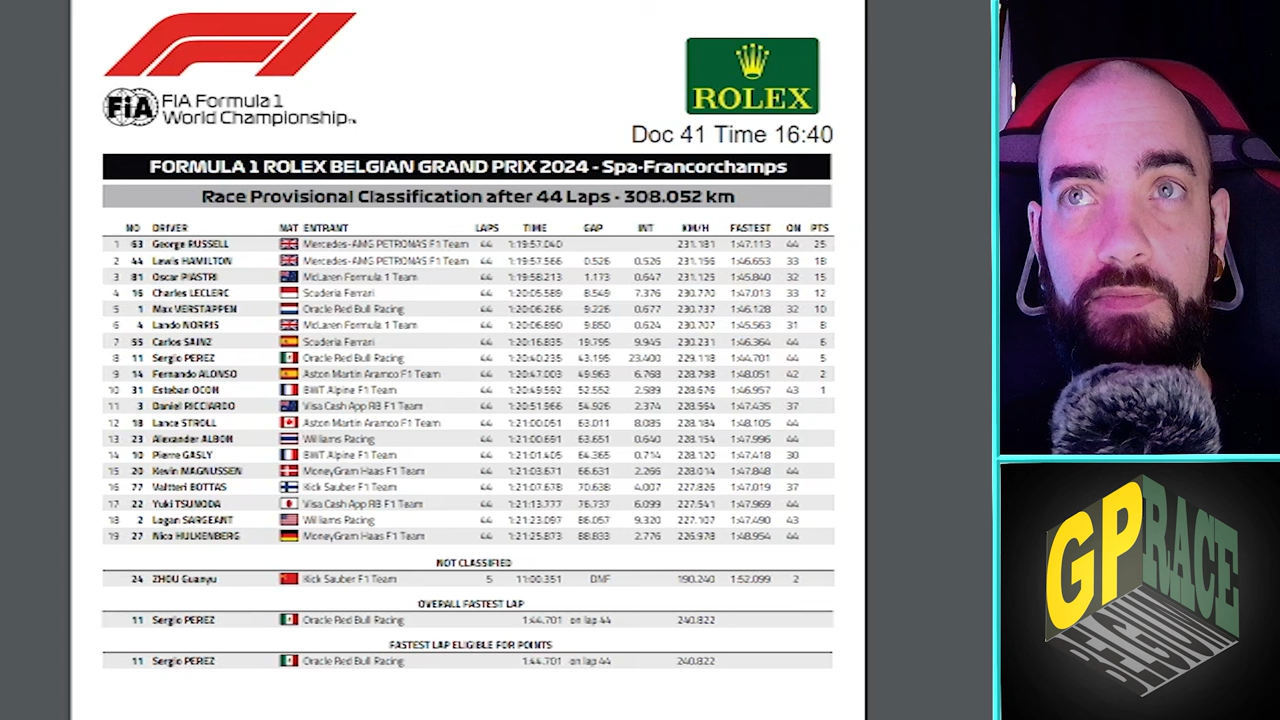 FIA FIA Formula 1
World Championship™
ROLEX
Doc 41 Time 16:40
FORMULA 1 ROLEX BELGIAN GRAND PRIX 2024 - Spa-Francorchamps
Race Provisional Classification after 44 Laps - 308.052 km
NO DRIVER MAT ENTRANT LAPS TIME GAP INT KM/H FASTEST ON PTS
1 63 George RUSSELL Mercedes-AMG PETRONAS F1 Team 44 1:19:57.040 231.181 1:47.113 44 25
2 44 Lewis HAMILTON Mercedes-AMG PETRONAS F1 Team 44 1:19:57.566 0.526 0.526 231.156 1:46.653 33 18
3 81 Oscar PIASTRI McLaren Formula 1 Team 44 1:19:58.213 1.173 0.647 231.125 1:45.840 32 15
4 16 Charles LECLERC Scuderia Ferrari 44 1:20:05.589 8.549 7.376 230.770 1:47.013 33 12
5 1 Max VERSTAPPEN Oracle Red Bull Racing 44 1:20:06.266 9.226 0.677 230.737 1:46.128 32 10
6 4 Lando NORRIS McLaren Formula 1 Team 44 1:20:06.890 9.850 0.624 230.707 1:45.563 31 8
7 55 Carlos SAINZ Scuderia Ferrari 44 1:20:16.835 19.795 9.945 230.231 1:46.364 44 6
8 11 Sergio PEREZ Oracle Red Bull Racing 44 1:20:40.235 43.195 23.400 229.118 1:44.701 44 5
9 14 Fernando ALONSO Aston Martin Aramco F1 Team 44 1:20:47.003 49.963 6.768 228.798 1:48.051 42 2
10 31 Esteban OCON BWT Alpine F1 Team 44 1:20:49.592 52.552 2.589 228.676 1:46.957 43 1
11 3 Daniel RICCIARDO Visa Cash App RB F1 Team 44 1:20:51.966 54.926 2.374 228.564 1:47.435 37
12 18 Lance STROLL Aston Martin Aramco F1 Team 44 1:21:00.051 63.011 8.085 228.184 1:48.105 44
13 23 Alexander ALBON Williams Racing 44 1:21:00.691 63.651 0.640 228.154 1:47.996 44
14 10 Pierre GASLY BWT Alpine F1 Team 44 1:21:01.405 64.365 0.714 228.120 1:47.418 30
15 20 Kevin MAGNUSSEN MoneyGram Haas F1 Team 44 1:21:03.671 66.631 2.266 228.014 1:47.848 44
16 77 Valtteri BOTTAS Kick Sauber F1 Team 44 1:21:07.678 70.638 4.007 227.826 1:47.019 37
17 22 Yuki TSUNODA Visa Cash App RB F1 Team 44 1:21:13.777 76.737 6.099 227.541 1:47.969 44
18 2 Logan SARGEANT Williams Racing 44 1:21:23.097 86.057 9.320 227.107 1:47.490 43
19 27 Nico HULKENBERG MoneyGram Haas F1 Team 44 1:21:25.873 88.833 2.776 226.978 1:48.954 44
NOT CLASSIFIED
24 ZHOU Guanyu Kick Sauber F1 Team 5 11:00.351 DNF 190.240 1:52.099 2
OVERALL FASTEST LAP
11 Sergio PEREZ Oracle Red Bull Racing 1:44.701 on lap 44 240.822
FASTEST LAP ELIGIBLE FOR POINTS
11 Sergio PEREZ Oracle Red Bull Racing 1:44.701 on lap 44 240.822
GP RACE